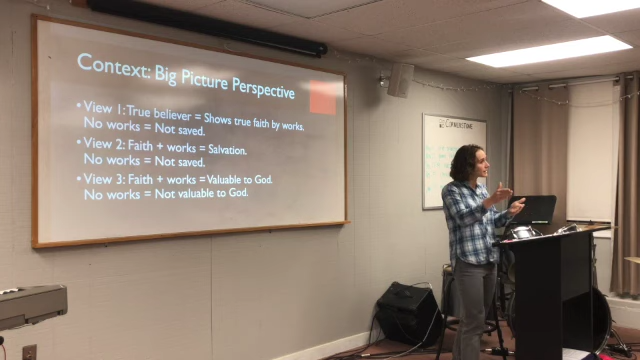 Context: Big Picture Perspective
• View 1: True believer = Shows true faith by works.
No works = Not saved.
• View 2: Faith + works = Salvation.
No works = Not saved.
• View 3: Faith + works = Valuable to God.
No works = Not valuable to God.
CORNERSTONE